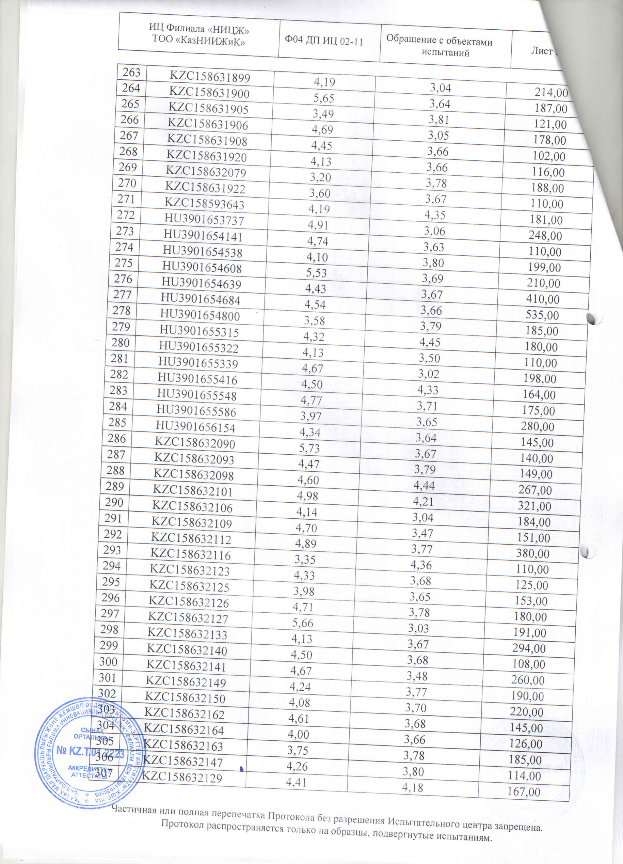 ИЦ Филиала «НИЦЖ» Ф04 ДП ИЦ 02-11 Обращение с объектами Лист
ТОО «КазНИИЖиК» испытаний
263 KZC158631899 4,19 3,04 214,00
264 KZC158631900 5,65 3,64 187,00
265 KZC158631905 3,49 3,81 121,00
266 KZC158631906 4,69 3,05 178,00
267 KZC158631908 4,45 3,66 102,00
268 KZC158631920 4,13 3,66 116,00
269 KZC158632079 3,20 3,78 188,00
270 KZC158631922 3,60 3,67 110,00
271 KZC158593643 4,19 4,35 181,00
272 HU3901653737 4,91 3,06 248,00
273 HU3901654141 4,74 3,63 110,00
274 HU3901654538 4,10 3,80 199,00
275 HU3901654608 5,53 3,69 210,00
276 HU3901654639 4,43 3,67 410,00
277 HU3901654684 4,54 3,66 535,00
278 HU3901654800 3,58 3,79 185,00
279 HU3901655315 4,32 4,45 180,00
280 HU3901655322 4,13 3,50 110,00
281 HU3901655339 4,67 3,02 198,00
282 HU3901655416 4,50 4,33 164,00
283 HU3901655548 4,77 3,71 175,00
284 HU3901655586 3,97 3,65 280,00
285 HU3901656154 4,34 3,64 145,00
286 KZC158632090 5,73 3,67 140,00
287 KZC158632093 4,47 3,79 149,00
288 KZC158632098 4,60 4,44 267,00
289 KZC158632101 4,98 4,21 321,00
290 KZC158632106 4,14 3,04 184,00
291 KZC158632109 4,70 3,47 151,00
292 KZC158632112 4,89 3,77 380,00
293 KZC158632116 3,35 4,36 110,00
294 KZC158632123 4,33 3,68 125,00
295 KZC158632125 3,98 3,65 153,00
296 KZC158632126 4,71 3,78 180,00
297 KZC158632127 5,66 3,03 191,00
298 KZC158632133 4,13 3,67 294,00
299 KZC158632140 4,50 3,68 108,00
300 KZC158632141 4,67 3,48 260,00
301 KZC158632149 4,24 3,77 190,00
302 KZC158632150 4,08 3,70 220,00
303 KZC158632162 4,61 3,68 145,00
304 KZC158632164 4,00 3,66 126,00
305 KZC158632163 3,75 3,78 185,00
306 KZC158632147 4,26 3,80 114,00
307 KZC158632129 4,41 4,18 167,00
Частичная или полная перепечатка Протокола без разрешения Испытательного центра запрещена.
Протокол распространяется только на образцы, подвергнутые испытаниям.